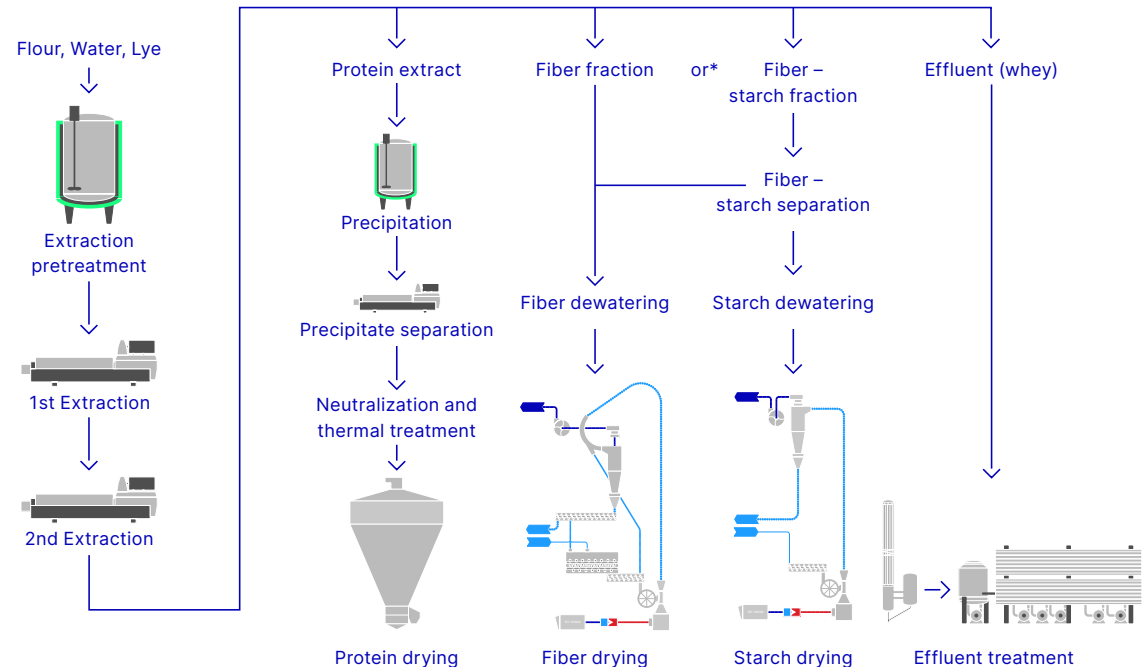 Flour, Water, Lye
Extraction
pretreatment
1st Extraction
2nd Extraction
Protein extract
Precipitation
Precipitate separation
Neutralization and
thermal treatment
Protein drying
Fiber fraction
or*
Fiber –
starch fraction
Fiber –
starch separation
Fiber dewatering
Starch dewatering
Fiber drying
Starch drying
Effluent (whey)
Effluent treatment